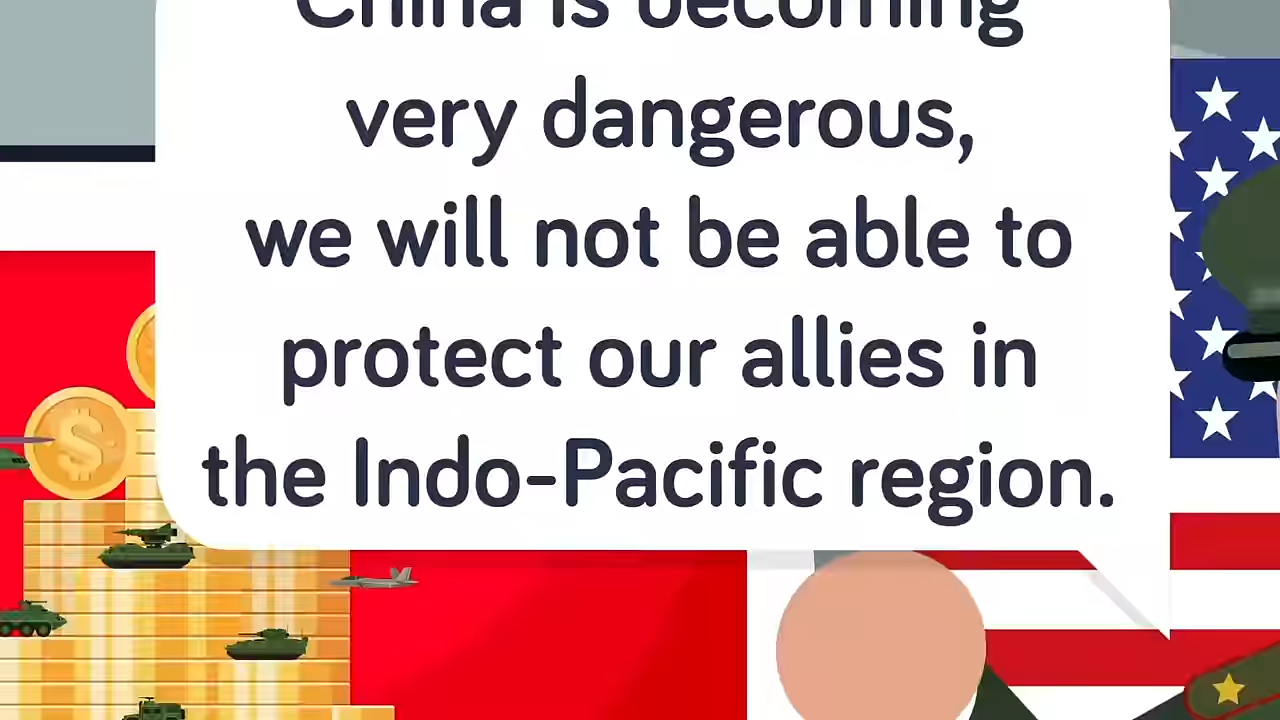 China is becoming
very dangerous,
we will not be able to
protect our allies in
the Indo-Pacific region.